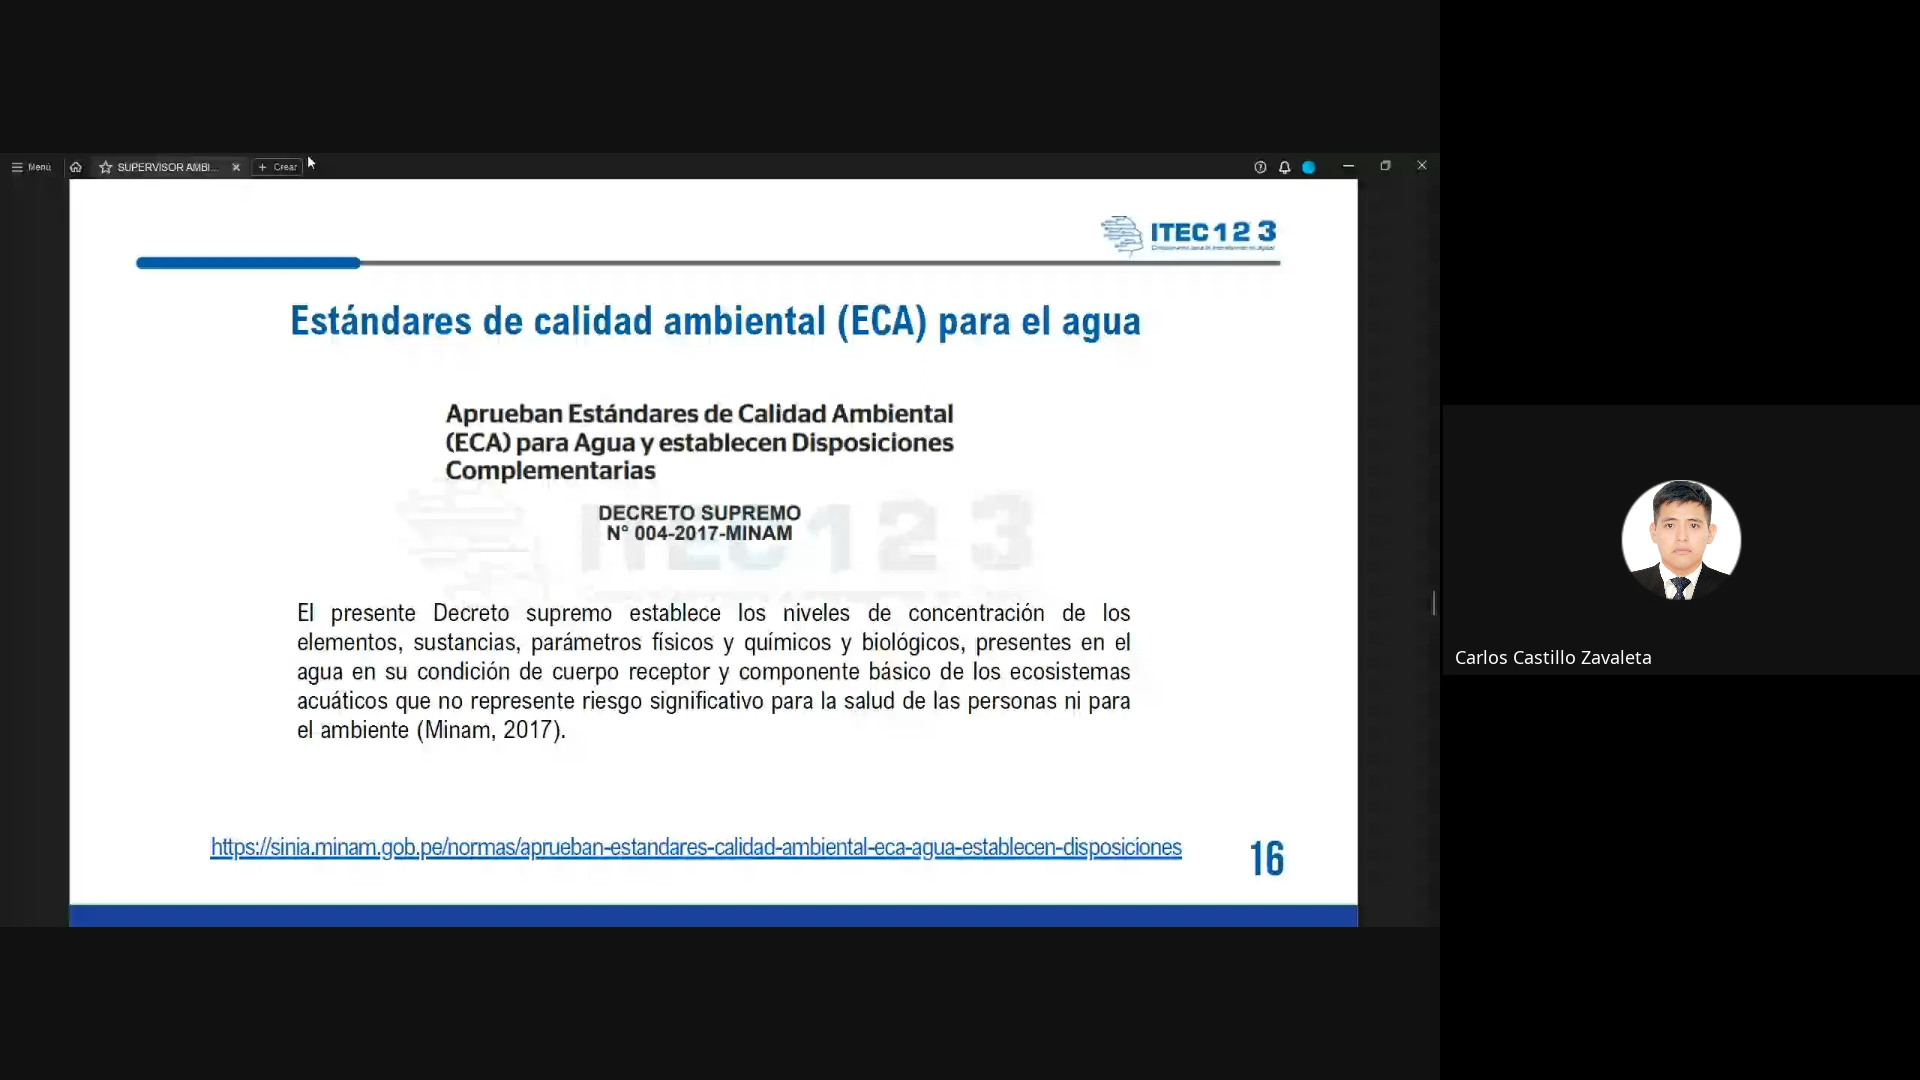 Menú
SUPERVISOR AMBI...
Crear
ITEC 1 2 3
Estándares de calidad ambiental (ECA) para el agua
Aprueban Estándares de Calidad Ambiental
(ECA) para Agua y establecen Disposiciones
Complementarias
DECRETO SUPREMO
N° 004-2017-MINAM
ITEC 1 2 3
El presente Decreto supremo establece los niveles de concentración de los
elementos, sustancias, parámetros físicos y químicos y biológicos, presentes en el
agua en su condición de cuerpo receptor y componente básico de los ecosistemas
acuáticos que no represente riesgo significativo para la salud de las personas ni para
el ambiente (Minam, 2017).
https://sinia.minam.gob.pe/normas/aprueban-estandares-calidad-ambiental-eca-agua-establecen-disposiciones
16
Carlos Castillo Zavaleta